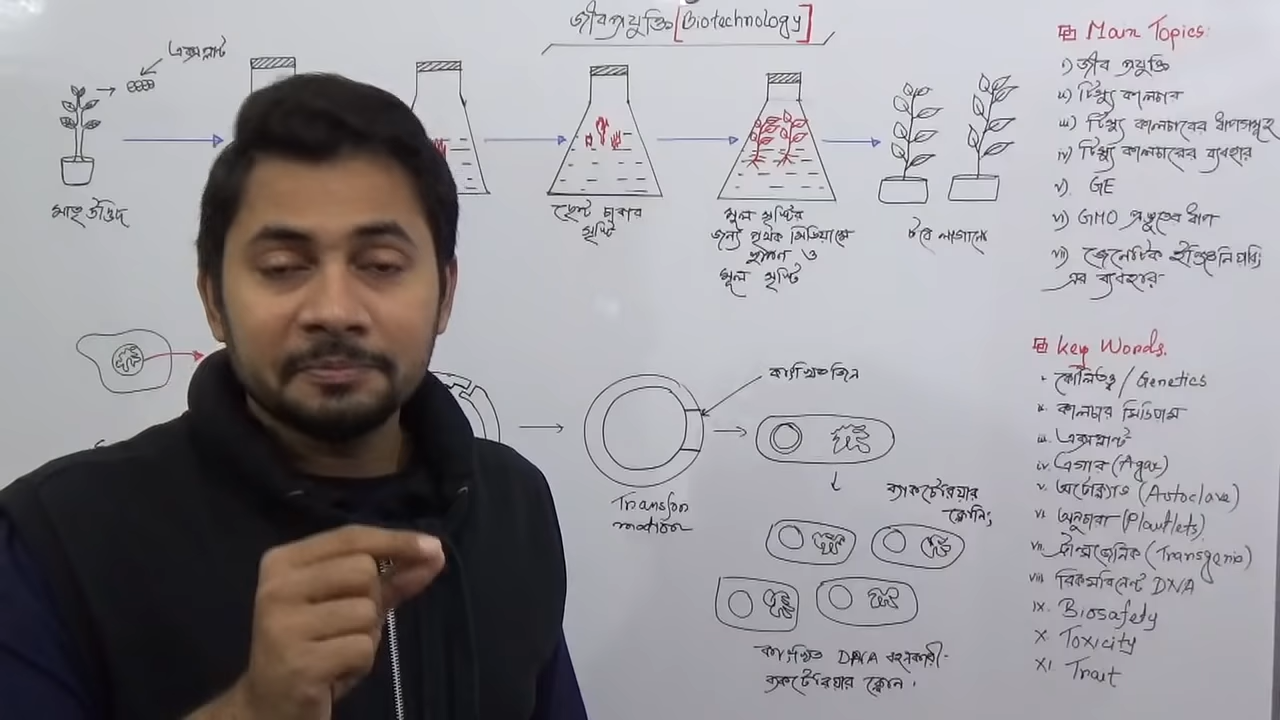 জীবপ্রযুক্তি [Biotechnology]
এক্সপ্লান্ট
মাতৃউদ্ভিদ
সৃষ্টি
মূল সৃষ্টির
জন্য পৃথক মিডিয়ামে
স্থাপন ও
মূল সৃষ্টি
টবে লাগানো
কাঙ্খিত জিন
Transfor
mation
ব্যাকটেরিয়ার
ক্লোনিং
কাংখিত DNA বহনকারী
ব্যাকটেরিয়ার ক্লোন।
Main Topics:
i) জীব প্রযুক্তি
ii) টিস্যু কালচার
iii) টিস্যু কালচারের ধাপসমূহ
iv) টিস্যু কালচারের ব্যবহার
v). GE
vi) GMO প্রস্তুতের ধাপ
vii) জেনেটিক ইঞ্জিনিয়ারিং
এর ব্যবহার
Key Words.
i. কৌলিতত্ত্ব / Genetics
ii. কালচার মিডিয়াম
iii. এক্সপ্লান্ট
iv. এগার (Agar)
v. অটোক্ল্যাভ (Autoclave)
vi. অনুচারা (Plantlets)
vii. ট্রান্সজেনিক (Transgenic)
viii. রিকম্বিনেন্ট DNA
ix. Biosafety
x. Toxicity
xi. Trait